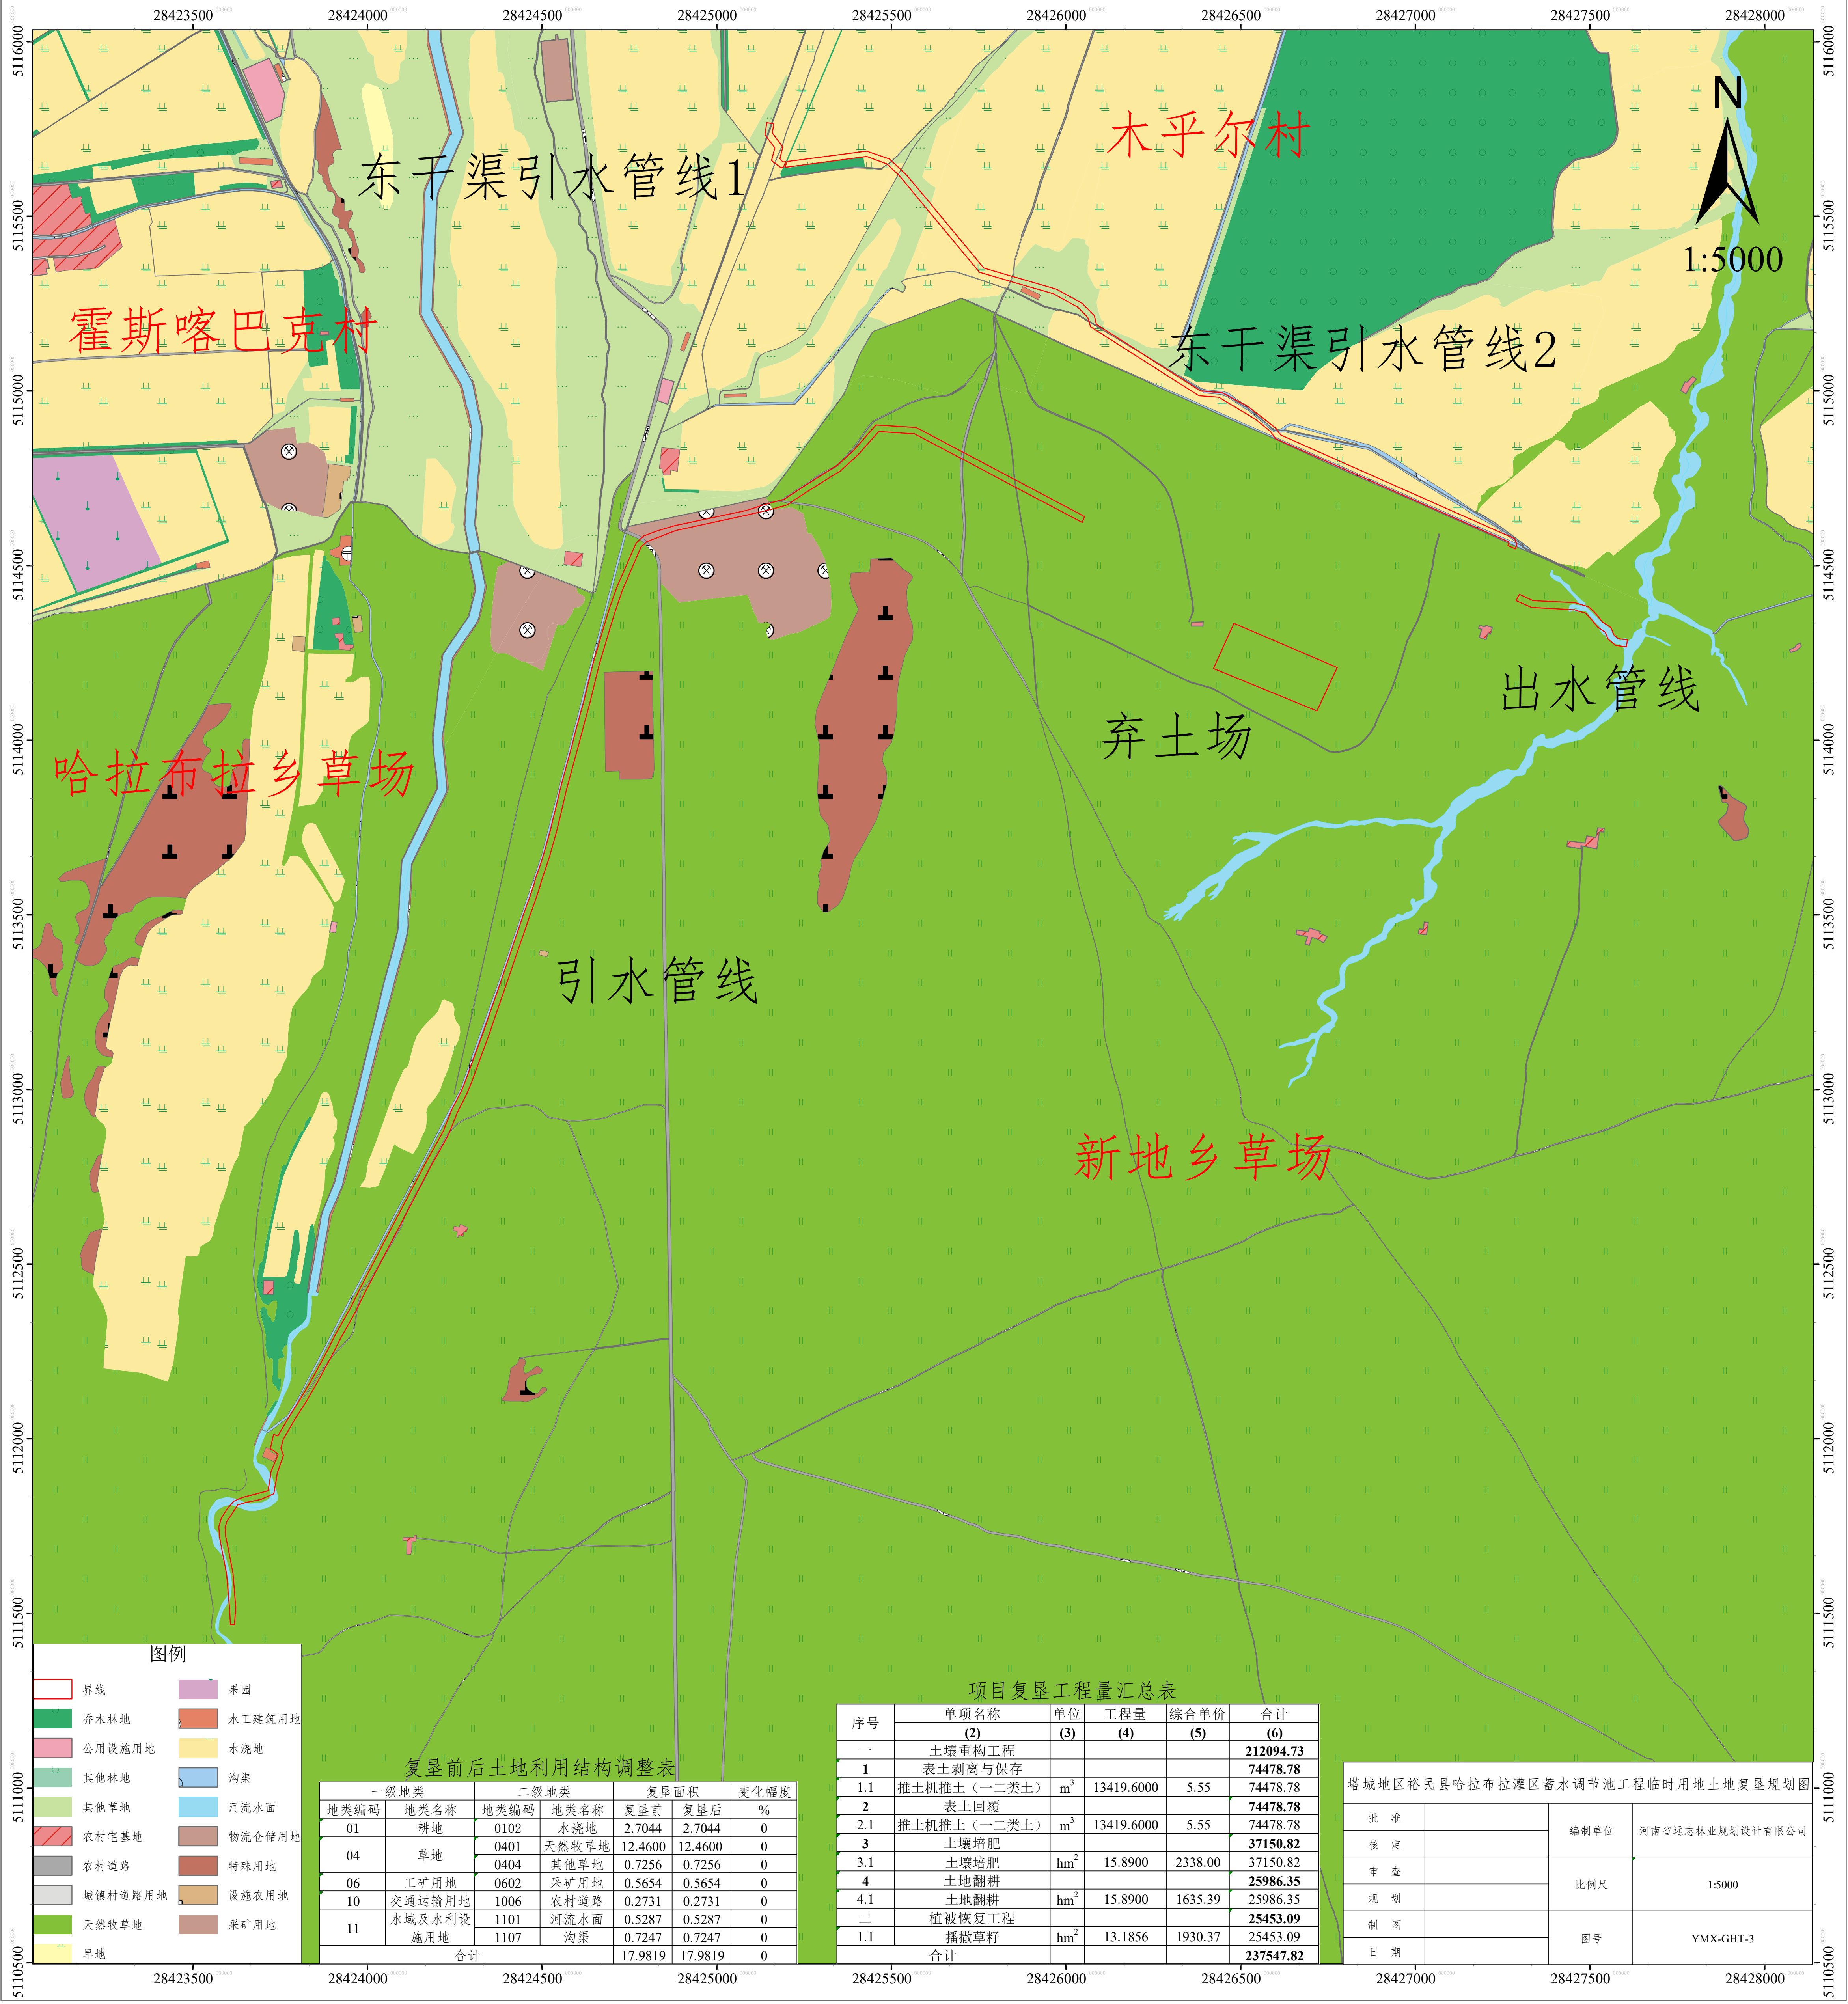 28423500 28424000 28424500 28425000 28425500 28426000 28426500 28427000 28427500 28428000
5116000 5116000
5115500 5115500
5115000 5115000
5114500 5114500
5114000 5114000
5113500 5113500
5113000 5113000
5112500 5112500
5112000 5112000
5111500 5111500
5111000 5111000
5110500 5110500
N
1:5000
木乎尔村
东干渠引水管线1
霍斯喀巴克村
东干渠引水管线2
出水管线
弃土场
哈拉布拉乡草场
引水管线
新地乡草场
图例
界线 果园
乔木林地 水工建筑用地
公用设施用地 水浇地
其他林地 沟渠
其他草地 河流水面
农村宅基地 物流仓储用地
农村道路 特殊用地
城镇村道路用地 设施农用地
天然牧草地 采矿用地
旱地
复垦前后土地利用结构调整表
一级地类 二级地类 复垦面积 变化幅度
地类编码 地类名称 地类编码 地类名称 复垦前 复垦后 %
01 耕地 0102 水浇地 2.7044 2.7044 0
04 草地 0401 天然牧草地 12.4600 12.4600 0
0404 其他草地 0.7256 0.7256 0
06 工矿用地 0602 采矿用地 0.5654 0.5654 0
10 交通运输用地 1006 农村道路 0.2731 0.2731 0
11 水域及水利设施用地 1101 河流水面 0.5287 0.5287 0
1107 沟渠 0.7247 0.7247 0
合计 17.9819 17.9819 0
项目复垦工程量汇总表
序号 单项名称 单位 工程量 综合单价 合计
(2) (3) (4) (5) (6)
一 土壤重构工程 212094.73
1 表土剥离与保存 74478.78
1.1 推土机推土（一二类土） m³ 13419.6000 5.55 74478.78
2 表土回覆 74478.78
2.1 推土机推土（一二类土） m³ 13419.6000 5.55 74478.78
3 土壤培肥 37150.82
3.1 土壤培肥 hm² 15.8900 2338.00 37150.82
4 土地翻耕 25986.35
4.1 土地翻耕 hm² 15.8900 1635.39 25986.35
二 植被恢复工程 25453.09
1.1 播撒草籽 hm² 13.1856 1930.37 25453.09
合计 237547.82
塔城地区裕民县哈拉布拉灌区蓄水调节池工程临时用地土地复垦规划图
批 准
核 定
编制单位 河南省远志林业规划设计有限公司
审 查
规 划
比例尺 1:5000
制 图
日 期
图号 YMX-GHT-3
28423500 28424000 28424500 28425000 28425500 28426000 28426500 28427000 28427500 28428000